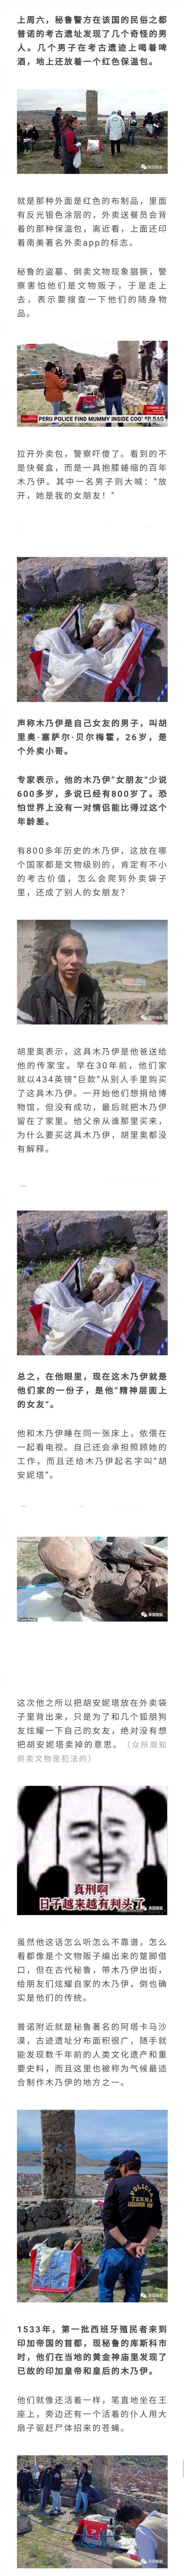 上周六，秘鲁警方在该国的民俗之都
普诺的考古遗址发现了几个奇怪的男
人。几个男子在考古遗迹上喝着啤
酒，地上还放着一个红色保温包。
英国报姐
就是那种外面是红色的布制品，里面
有反光银色涂层的，外卖送餐员会背
着的那种保温包，离近看，上面还印
着南美著名外卖app的标志。
秘鲁的盗墓、倒卖文物现象猖獗，警
察害怕他们是文物贩子，于是走上
去，表示要搜查一下他们的随身物
品。
PERU POLICE FIND MUMMY INSIDE COOLER BAG
拉开外卖包，警察吓傻了。看到的不
是快餐盒，而是一具抱膝蜷缩的百年
木乃伊。其中一名男子则大喊：“放
开，她是我的女朋友！”
英国报姐
声称木乃伊是自己女友的男子，叫胡
里奥·塞萨尔·贝尔梅霍，26岁，是
个外卖小哥。
专家表示，他的木乃伊“女朋友”少说
600多岁，多说已经有800岁了。恐
怕世界上没有一对情侣能比得过这个
年龄差。
有800多年历史的木乃伊，这放在哪
个国家都是文物级别的，肯定有不小
的考古价值，怎么会爬到外卖袋子
里，还成了别人的女朋友？
英国报姐
胡里奥表示，这具木乃伊是他爸送给
他的传家宝。早在30年前，他们家
就以434英镑“巨款”从别人手里购买
了这具木乃伊。一开始他们想捐给博
物馆，但没有成功，最后就把木乃伊
留在了家里。他父亲从谁那里买来，
为什么要买这具木乃伊，胡里奥都没
有解释。
英国报姐
总之，在他眼里，现在这木乃伊就是
他们家的一份子，是他“精神层面上
的女友”。
他和木乃伊睡在同一张床上，依偎在
一起看电视。自己还会承担照顾她的
工作，而且还给木乃伊起名字叫“胡
安妮塔”。
英国报姐
这次他之所以把胡安妮塔放在外卖袋
子里背出来，只是为了和几个狐朋狗
友炫耀一下自己的女友，绝对没有想
把胡安妮塔卖掉的意思。（众所周知
倒卖文物是犯法的）
真刑啊
日子越来越有判头了
英国报姐
虽然他这话怎么听怎么不靠谱，怎么
看都像是个文物贩子编出来的蹩脚借
口，但在古代秘鲁，带木乃伊出街，
给朋友们炫耀自家的木乃伊，倒也确
实是他们的传统。
普诺附近就是秘鲁著名的阿塔卡马沙
漠，古迹遗址分布面积很广，随手就
能发现数千年前的人类文化遗产和重
要史料，而且这里也被称为气候最适
合制作木乃伊的地方之一。
POLICIA
英国报姐
1533年，第一批西班牙殖民者来到
印加帝国的首都，现秘鲁的库斯科市
时，他们在当地的黄金神庙里发现了
已故的印加皇帝和皇后的木乃伊。
他们就像还活着一样，笔直地坐在王
座上，旁边还有一个活着的仆人用大
扇子驱赶尸体招来的苍蝇。
英国报姐